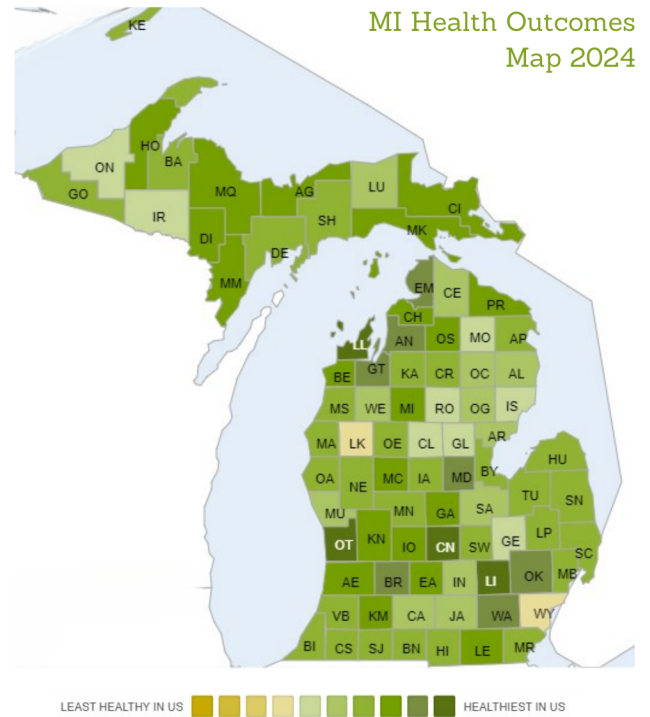 MI Health Outcomes
Map 2024
KE
HO
ON
BA
GO
IR
MQ
AG
LU
CI
SH
DI
DE
MK
MM
EM
CE
CH
PR
LL
AN
OS
MO
AP
BE
GT
KA
CR
OC
AL
MS
WE
MI
RO
OG
IS
MA
LK
OE
CL
GL
AR
OA
NE
MC
IA
MD
BY
HU
MU
MN
GA
SA
TU
SN
OT
KN
IO
CN
SW
GE
LP
SC
AE
BR
EA
IN
LI
OK
MB
VB
KM
CA
JA
WA
WY
BI
CS
SJ
BN
HI
LE
MR
LEAST HEALTHY IN US HEALTHIEST IN US